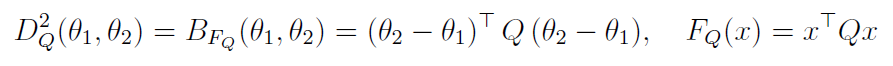 D_Q^2(θ_1, θ_2) = B_{F_Q}(θ_1, θ_2) = (θ_2 − θ_1)^⊤ Q (θ_2 − θ_1),   F_Q(x) = x^⊤Qx